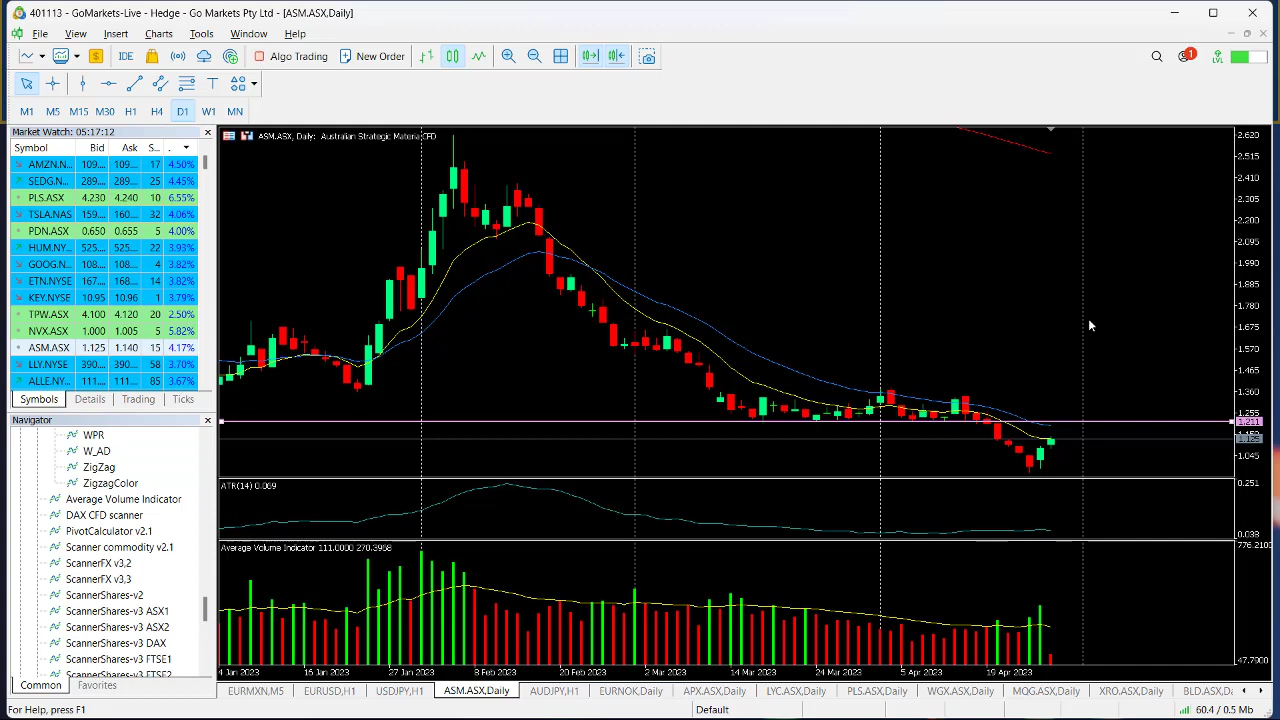 401113 - GoMarkets-Live - Hedge - Go Markets Pty Ltd - [ASM.ASX,Daily]
File View Insert Charts Tools Window Help
IDE Algo Trading New Order 1
M1 M5 M15 M30 H1 H4 D1 W1 MN
Market Watch: 05:17:12
Symbol Bid Ask S...
AMZN.N... 109.... 109.... 17 4.50%
SEDG.N... 289.... 289.... 25 4.45%
PLS.ASX 4.230 4.240 10 6.55%
TSLA.NAS 159.... 160.... 32 4.06%
PDN.ASX 0.650 0.655 5 4.00%
HUM.NY... 525.... 525.... 22 3.93%
GOOG.N... 108.... 108.... 4 3.82%
ETN.NYSE 167.... 168.... 14 3.82%
KEY.NYSE 10.95 10.96 1 3.79%
TPW.ASX 4.100 4.120 20 2.50%
NVX.ASX 1.000 1.005 5 5.82%
ASM.ASX 1.125 1.140 15 4.17%
LLY.NYSE 390.... 390.... 58 3.70%
ALLE.NY... 111.... 111.... 85 3.67%
Symbols Details Trading Ticks
Navigator
WPR
W_AD
ZigZag
ZigzagColor
Average Volume Indicator
DAX CFD scanner
PivotCalculator v2.1
Scanner commodity v2.1
ScannerFX v3.2
ScannerFX v3,3
ScannerShares-v2
ScannerShares-v3 ASX1
ScannerShares-v3 ASX2
ScannerShares-v3 DAX
ScannerShares-v3 FTSE1
ScannerShares-v3 FTSE2
Common Favorites
ASM.ASX, Daily: Australian Strategic Materia CFD
2.620
2.515
2.410
2.305
2.200
2.095
1.990
1.885
1.780
1.675
1.570
1.465
1.360
1.255
1.211
1.125
1.045
ATR(14) 0.069
0.251
0.038
Average Volume Indicator 111.0000 270.3958
776.2100
47.7900
4 Jan 2023 16 Jan 2023 27 Jan 2023 8 Feb 2023 20 Feb 2023 2 Mar 2023 14 Mar 2023 24 Mar 2023 5 Apr 2023 19 Apr 2023
EURMXN,M5 EURUSD,H1 USDJPY,H1 ASM.ASX,Daily AUDJPY,H1 EURNOK,Daily APX.ASX,Daily LYC.ASX,Daily PLS.ASX,Daily WGX.ASX,Daily MQG.ASX,Daily XRO.ASX,Daily BLD.ASX,D
For Help, press F1 Default 60.4 / 0.5 Mb